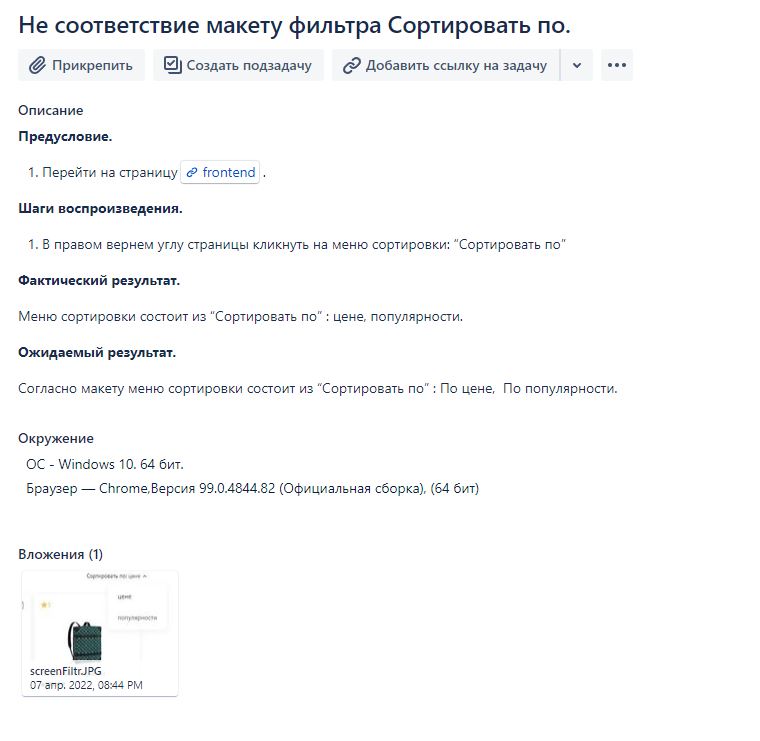 Не соответствие макету фильтра Сортировать по.
Прикрепить Создать подзадачу Добавить ссылку на задачу
Описание
Предусловие.
1. Перейти на страницу frontend .
Шаги воспроизведения.
1. В правом вернем углу страницы кликнуть на меню сортировки: “Сортировать по”
Фактический результат.
Меню сортировки состоит из “Сортировать по” : цене, популярности.
Ожидаемый результат.
Согласно макету меню сортировки состоит из “Сортировать по” : По цене, По популярности.
Окружение
ОС - Windows 10. 64 бит.
Браузер — Chrome,Версия 99.0.4844.82 (Официальная сборка), (64 бит)
Вложения (1)
Сортировать по: цене
цене
популярности
screenFiltr.JPG
07 апр. 2022, 08:44 PM